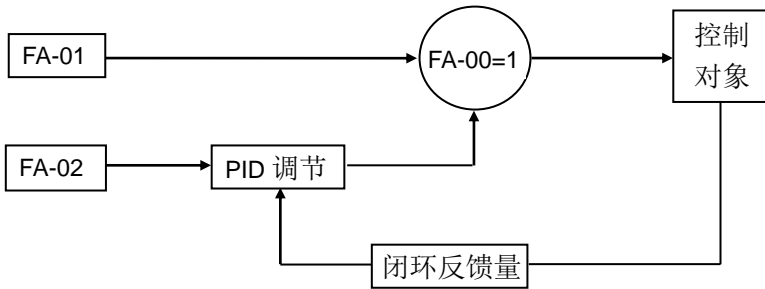 FA-01
FA-00=1
控制
对象
FA-02
PID 调节
闭环反馈量